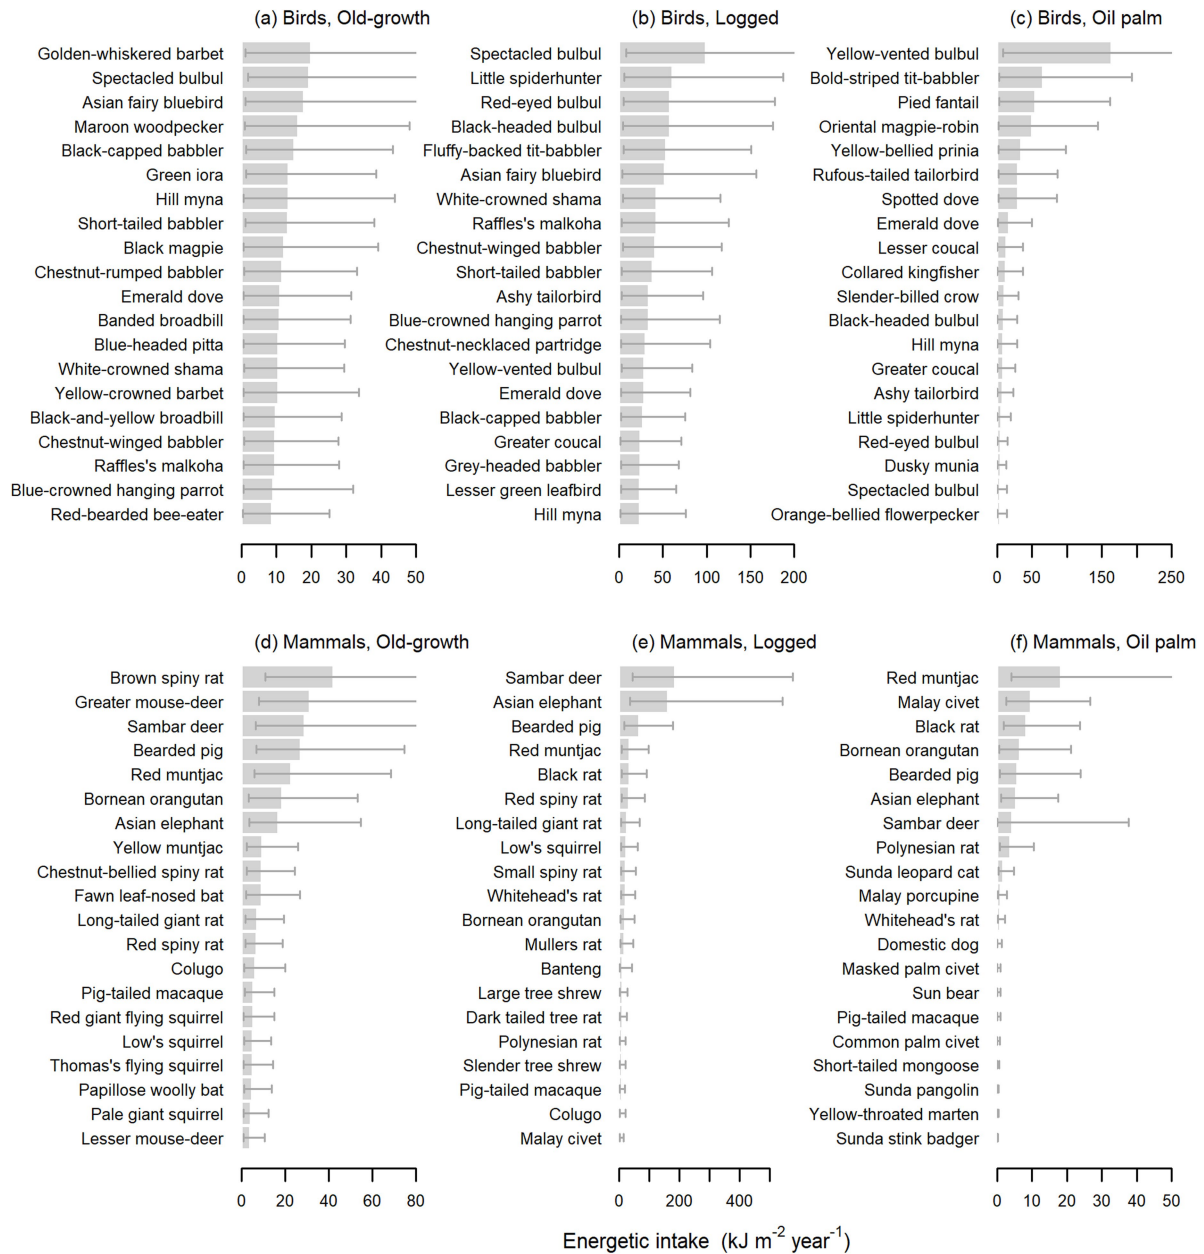 (a) Birds, Old-growth
Golden-whiskered barbet
Spectacled bulbul
Asian fairy bluebird
Maroon woodpecker
Black-capped babbler
Green iora
Hill myna
Short-tailed babbler
Black magpie
Chestnut-rumped babbler
Emerald dove
Banded broadbill
Blue-headed pitta
White-crowned shama
Yellow-crowned barbet
Black-and-yellow broadbill
Chestnut-winged babbler
Raffles's malkoha
Blue-crowned hanging parrot
Red-bearded bee-eater
0 10 20 30 40 50
(b) Birds, Logged
Spectacled bulbul
Little spiderhunter
Red-eyed bulbul
Black-headed bulbul
Fluffy-backed tit-babbler
Asian fairy bluebird
White-crowned shama
Raffles's malkoha
Chestnut-winged babbler
Short-tailed babbler
Ashy tailorbird
Blue-crowned hanging parrot
Chestnut-necklaced partridge
Yellow-vented bulbul
Emerald dove
Black-capped babbler
Greater coucal
Grey-headed babbler
Lesser green leafbird
Hill myna
0 50 100 150 200
(c) Birds, Oil palm
Yellow-vented bulbul
Bold-striped tit-babbler
Pied fantail
Oriental magpie-robin
Yellow-bellied prinia
Rufous-tailed tailorbird
Spotted dove
Emerald dove
Lesser coucal
Collared kingfisher
Slender-billed crow
Black-headed bulbul
Hill myna
Greater coucal
Ashy tailorbird
Little spiderhunter
Red-eyed bulbul
Dusky munia
Spectacled bulbul
Orange-bellied flowerpecker
0 50 150 250
(d) Mammals, Old-growth
Brown spiny rat
Greater mouse-deer
Sambar deer
Bearded pig
Red muntjac
Bornean orangutan
Asian elephant
Yellow muntjac
Chestnut-bellied spiny rat
Fawn leaf-nosed bat
Long-tailed giant rat
Red spiny rat
Colugo
Pig-tailed macaque
Red giant flying squirrel
Low's squirrel
Thomas's flying squirrel
Papillose woolly bat
Pale giant squirrel
Lesser mouse-deer
0 20 40 60 80
(e) Mammals, Logged
Sambar deer
Asian elephant
Bearded pig
Red muntjac
Black rat
Red spiny rat
Long-tailed giant rat
Low's squirrel
Small spiny rat
Whitehead's rat
Bornean orangutan
Mullers rat
Banteng
Large tree shrew
Dark tailed tree rat
Polynesian rat
Slender tree shrew
Pig-tailed macaque
Colugo
Malay civet
0 200 400
(f) Mammals, Oil palm
Red muntjac
Malay civet
Black rat
Bornean orangutan
Bearded pig
Asian elephant
Sambar deer
Polynesian rat
Sunda leopard cat
Malay porcupine
Whitehead's rat
Domestic dog
Masked palm civet
Sun bear
Pig-tailed macaque
Common palm civet
Short-tailed mongoose
Sunda pangolin
Yellow-throated marten
Sunda stink badger
0 10 20 30 40 50
Energetic intake (kJ m⁻² year⁻¹)